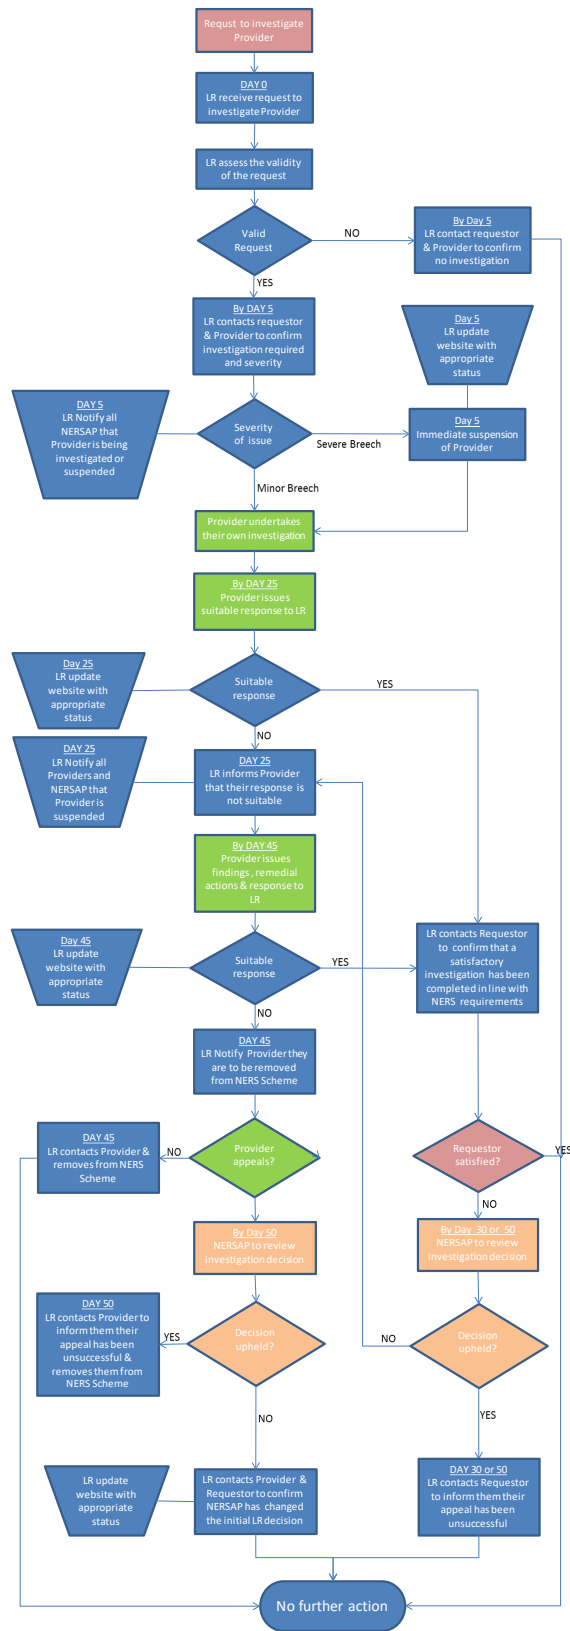 Requst to investigate
Provider
DAY 0
LR receive request to
investigate Provider
LR assess the validity
of the request
Valid
Request
NO
By Day 5
LR contact requestor
& Provider to confirm
no investigation
YES
By DAY 5
LR contacts requestor
& Provider to confirm
investigation required
and severity
Day 5
LR update
website with
appropriate
status
DAY 5
LR Notify all
NERSAP that
Provider is being
investigated or
suspended
Severity
of issue
Severe Breech
Day 5
Immediate suspension
of Provider
Minor Breech
Provider undertakes
their own investigation
By DAY 25
Provider issues
suitable response to LR
Day 25
LR update
website with
appropriate
status
Suitable
response
YES
NO
DAY 25
LR Notify all
Providers and
NERSAP that
Provider is
suspended
DAY 25
LR informs Provider
that their response is
not suitable
By DAY 45
Provider issues
findings, remedial
actions & response to
LR
Day 45
LR update
website with
appropriate
status
Suitable
response
YES
LR contacts Requestor
to confirm that a
satisfactory
investigation has been
completed in line with
NERS requirements
NO
DAY 45
LR Notify Provider they
are to be removed
from NERS Scheme
DAY 45
LR contacts Provider &
removes from NERS
Scheme
NO
Provider
appeals?
Requestor
satisfied?
YES
NO
By Day 50
NERSAP to review
investigation decision
By Day 30 or 50
NERSAP to review
investigation decision
DAY 50
LR contacts Provider to
inform them their
appeal has been
unsuccessful &
removes them from
NERS Scheme
YES
Decision
upheld?
NO
Decision
upheld?
NO
YES
LR update
website with
appropriate
status
LR contacts Provider &
Requestor to confirm
NERSAP has changed
the initial LR decision
DAY 30 or 50
LR contacts Requestor
to inform them their
appeal has been
unsuccessful
No further action